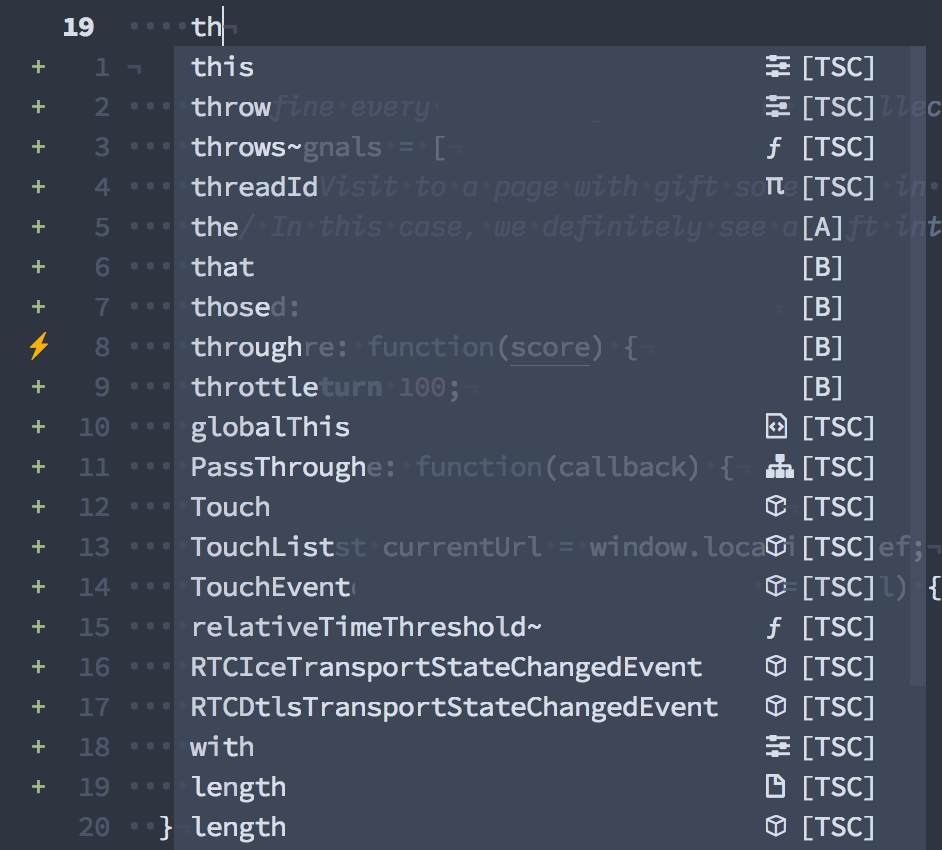 19 th¬
+ 1 ¬ this [TSC]
+ 2 throw fine every llec [TSC]
+ 3 throws~gnals = [¬ ƒ [TSC]
+ 4 threadId Visit to a page with gift so in π [TSC]
+ 5 the / In this case, we definitely see a ft int [A]
+ 6 that [B]
+ 7 those d: ¬ [B]
⚡ 8 through re: function(score) {¬ [B]
+ 9 throttle turn 100;¬ [B]
+ 10 globalThis [TSC]
+ 11 PassThrough e: function(callback) {¬ [TSC]
+ 12 Touch [TSC]
+ 13 TouchList st currentUrl = window.loca ef;¬ [TSC]
+ 14 TouchEvent = l) { [TSC]
+ 15 relativeTimeThreshold~ ƒ [TSC]
+ 16 RTCIceTransportStateChangedEvent [TSC]
+ 17 RTCDtlsTransportStateChangedEvent [TSC]
+ 18 with [TSC]
+ 19 length [TSC]
20 }¬ length [TSC]